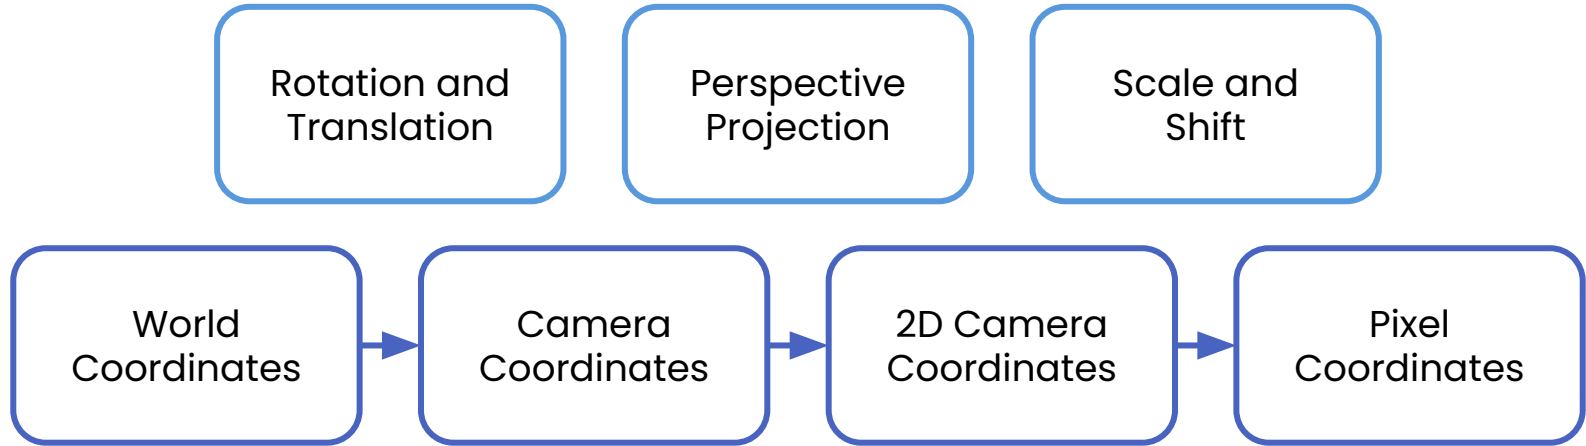 Rotation and
Translation
Perspective
Projection
Scale and
Shift
World
Coordinates
Camera
Coordinates
2D Camera
Coordinates
Pixel
Coordinates